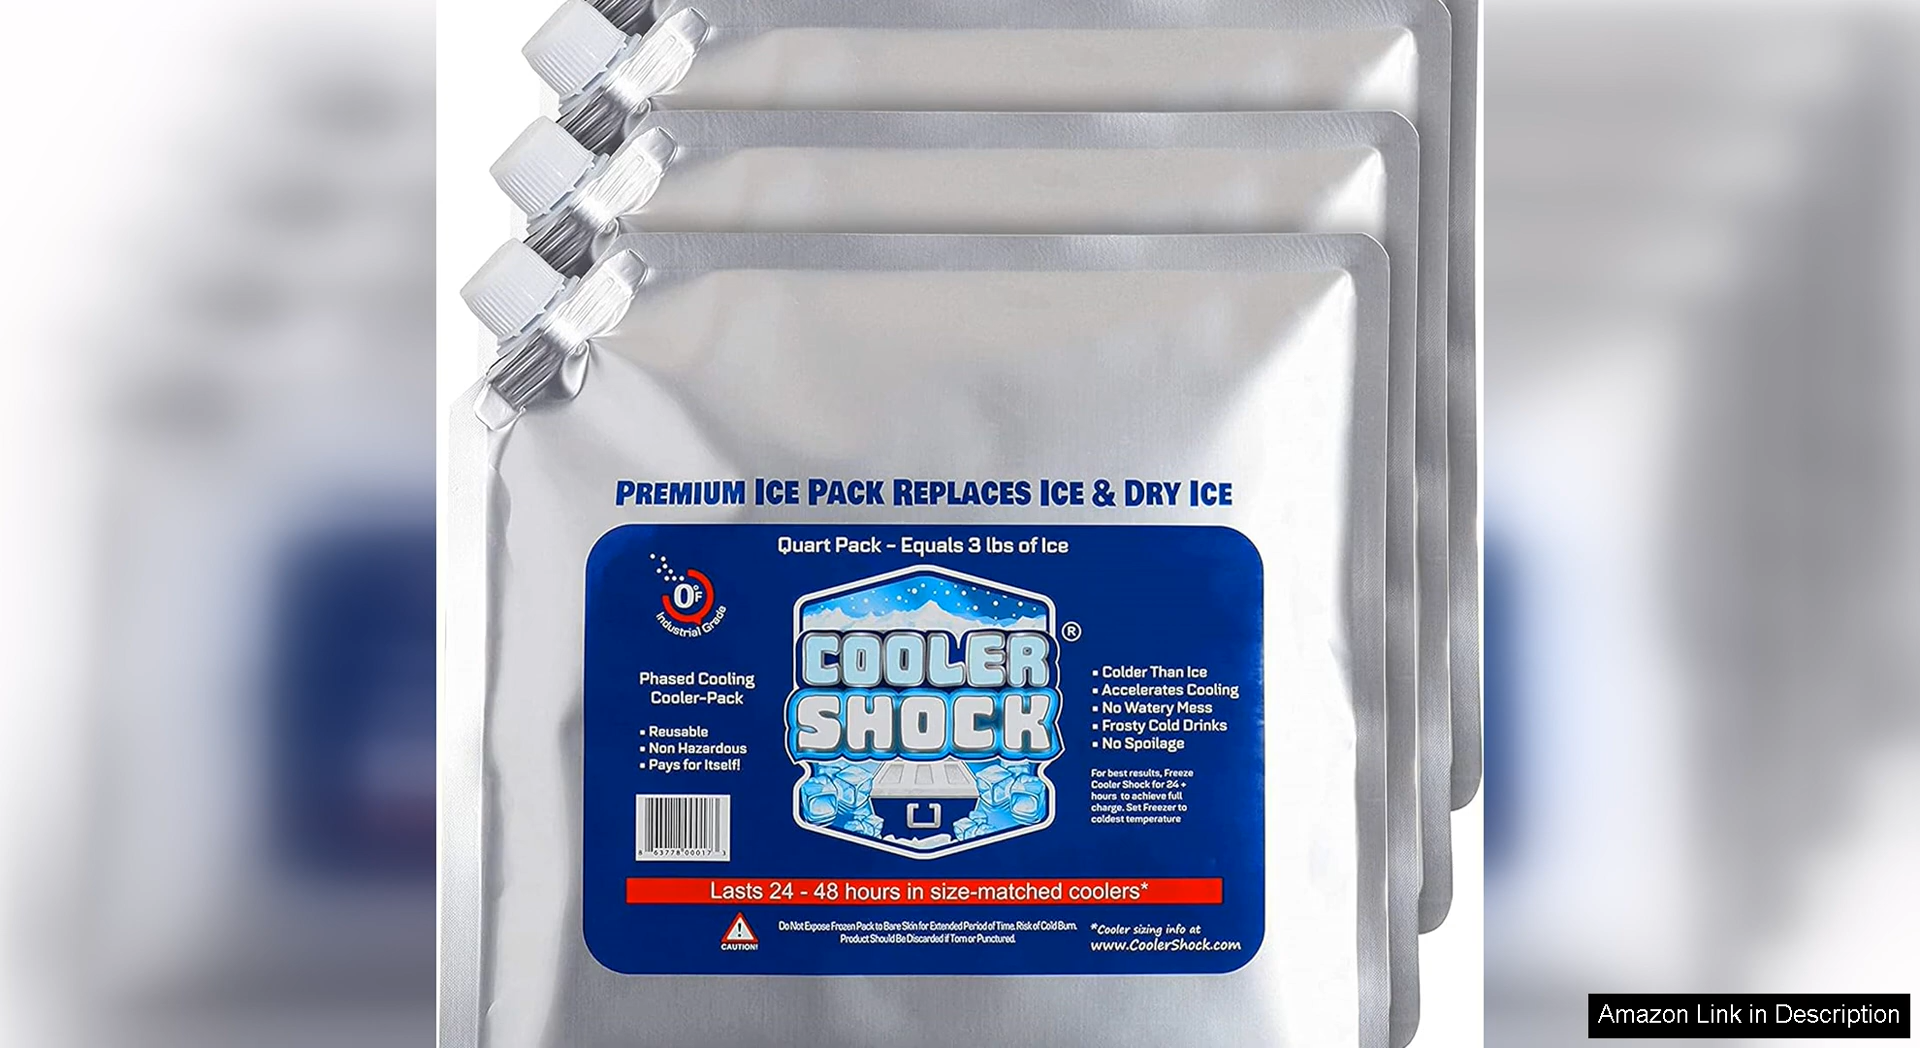 PREMIUM ICE PACK REPLACES ICE & DRY ICE
Quart Pack - Equals 3 lbs of Ice
0°F
Industrial Grade
COOLER
SHOCK®
Phased Cooling
Cooler-Pack
▪ Reusable
▪ Non Hazardous
▪ Pays for Itself!
▪ Colder Than Ice
▪ Accelerates Cooling
▪ No Watery Mess
▪ Frosty Cold Drinks
▪ No Spoilage
For best results, Freeze
Cooler Shock for 24 +
hours to achieve full
charge. Set Freezer to
coldest temperature
8 63778 00017 3
Lasts 24 - 48 hours in size-matched coolers*
CAUTION!
Do Not Expose Frozen Pack to Bare Skin for Extended Period of Time. Risk of Cold Burn.
Product Should Be Discarded if Torn or Punctured.
*Cooler sizing info at
www.CoolerShock.com
Amazon Link in Description